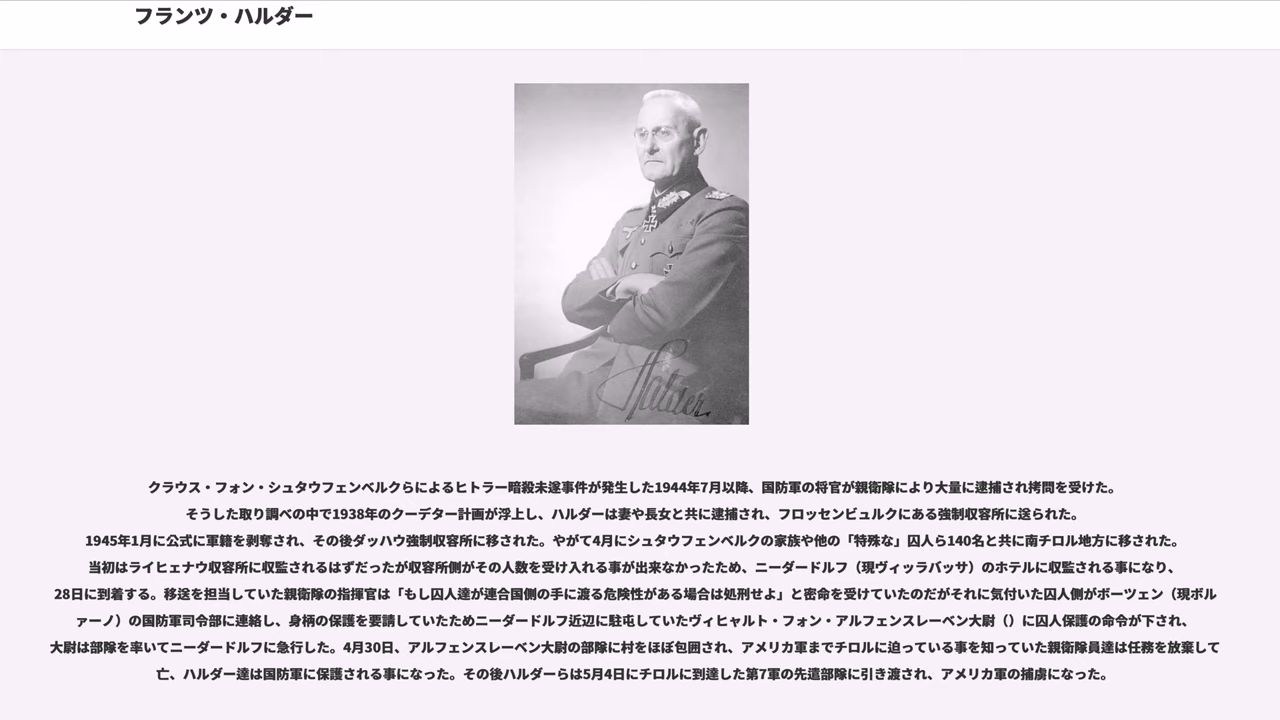 フランツ・ハルダー
Halder
クラウス・フォン・シュタウフェンベルクらによるヒトラー暗殺未遂事件が発生した1944年7月以降、国防軍の将官が親衛隊により大量に逮捕され拷問を受けた。
そうした取り調べの中で1938年のクーデター計画が浮上し、ハルダーは妻や長女と共に逮捕され、フロッセンビュルクにある強制収容所に送られた。
1945年1月に公式に軍籍を剥奪され、その後ダッハウ強制収容所に移された。やがて4月にシュタウフェンベルクの家族や他の「特殊な」囚人ら140名と共に南チロル地方に移された。
当初はライヒェナウ収容所に収監されるはずだったが収容所側がその人数を受け入れる事が出来なかったため、ニーダードルフ（現ヴィッラバッサ）のホテルに収監される事になり、
28日に到着する。移送を担当していた親衛隊の指揮官は「もし囚人達が連合国側の手に渡る危険性がある場合は処刑せよ」と密命を受けていたのだがそれに気付いた囚人側がボーツェン（現ボル
ァーノ）の国防軍司令部に連絡し、身柄の保護を要請していたためニーダードルフ近辺に駐屯していたヴィヒャルト・フォン・アルフェンスレーベン大尉（）に囚人保護の命令が下され、
大尉は部隊を率いてニーダードルフに急行した。4月30日、アルフェンスレーベン大尉の部隊に村をほぼ包囲され、アメリカ軍までチロルに迫っている事を知っていた親衛隊員達は任務を放棄して
亡、ハルダー達は国防軍に保護される事になった。その後ハルダーらは5月4日にチロルに到達した第7軍の先遣部隊に引き渡され、アメリカ軍の捕虜になった。